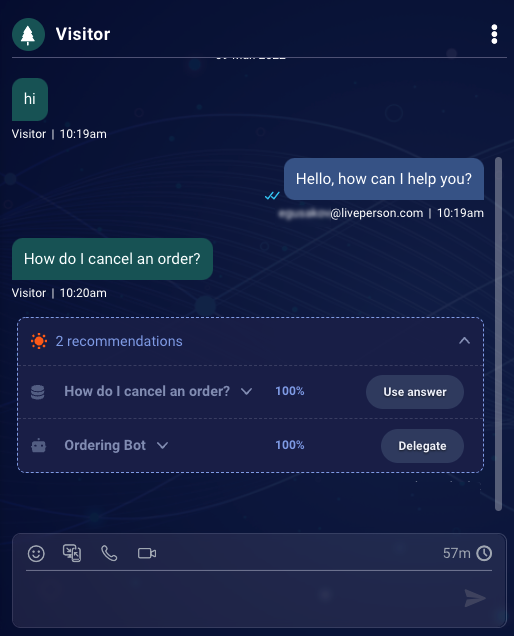 Visitor
hi
Visitor | 10:19am
Hello, how can I help you?
@liveperson.com | 10:19am
How do I cancel an order?
Visitor | 10:20am
2 recommendations
How do I cancel an order? 100% Use answer
Ordering Bot 100% Delegate
57m